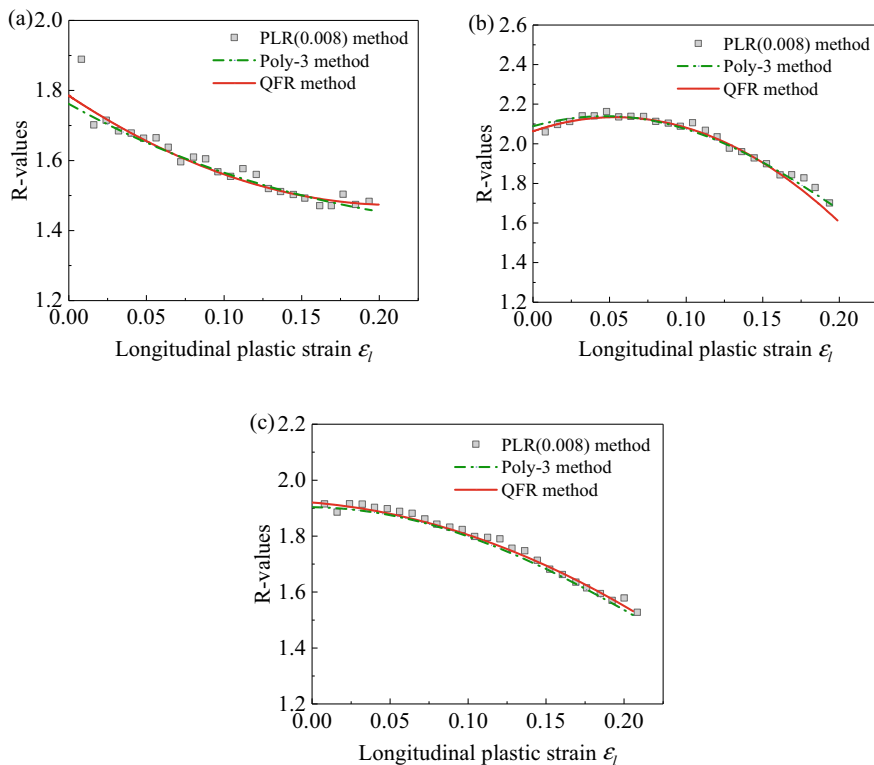 (a)
2.0
1.8
1.6
1.4
1.2
R-values
PLR(0.008) method
Poly-3 method
QFR method
0.00 0.05 0.10 0.15 0.20
Longitudinal plastic strain εl
(b)
2.6
2.4
2.2
2.0
1.8
1.6
1.4
1.2
R-values
PLR(0.008) method
Poly-3 method
QFR method
0.00 0.05 0.10 0.15 0.20
Longitudinal plastic strain εl
(c)
2.2
2.0
1.8
1.6
1.4
1.2
R-values
PLR(0.008) method
Poly-3 method
QFR method
0.00 0.05 0.10 0.15 0.20
Longitudinal plastic strain εl